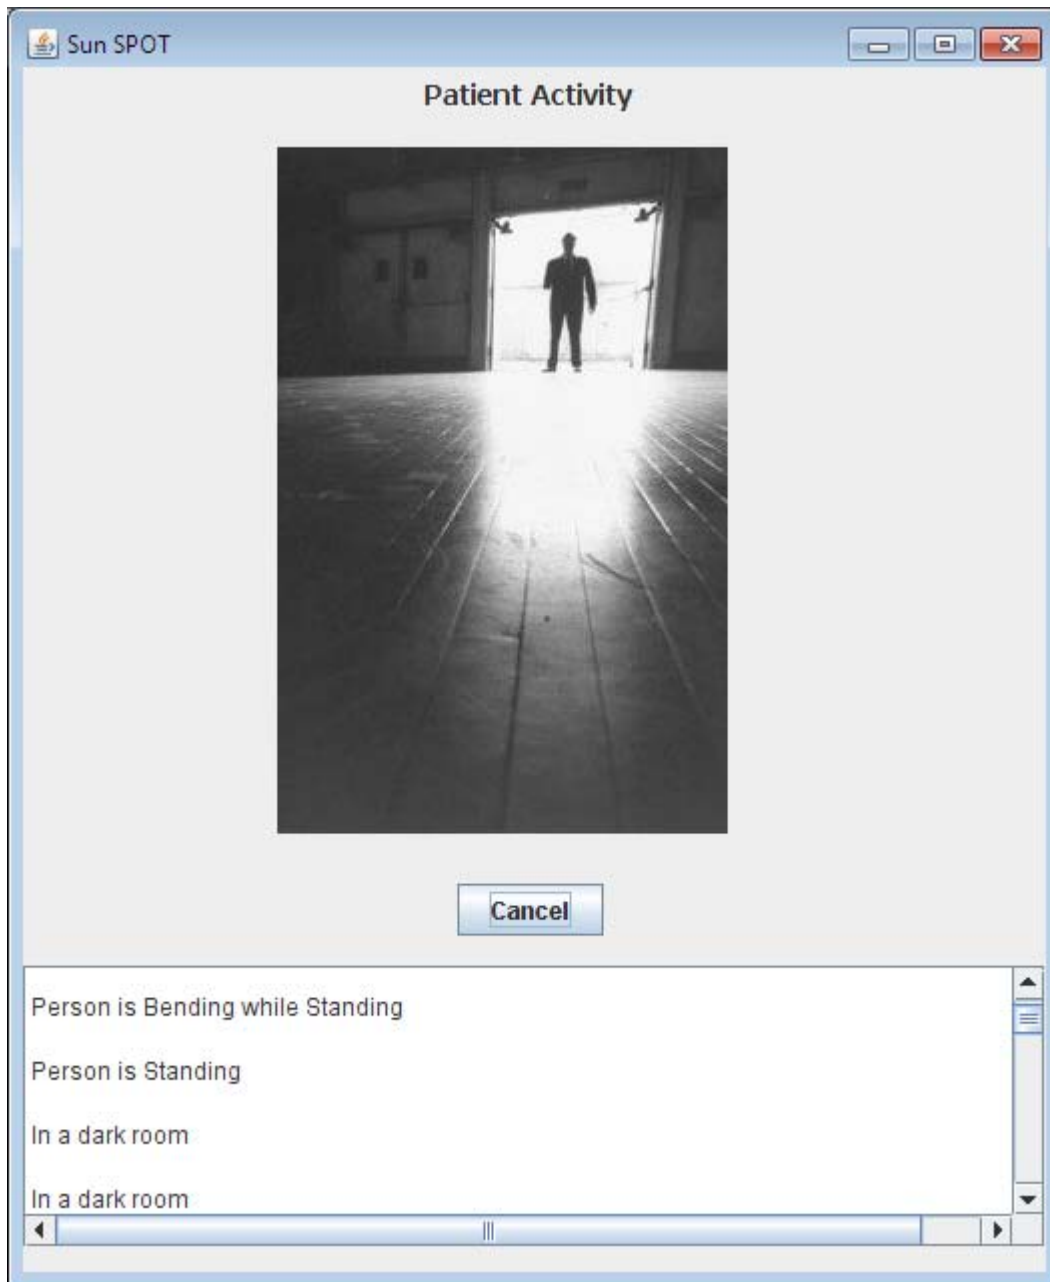 Sun SPOT
Patient Activity
Cancel
Person is Bending while Standing
Person is Standing
In a dark room
In a dark room